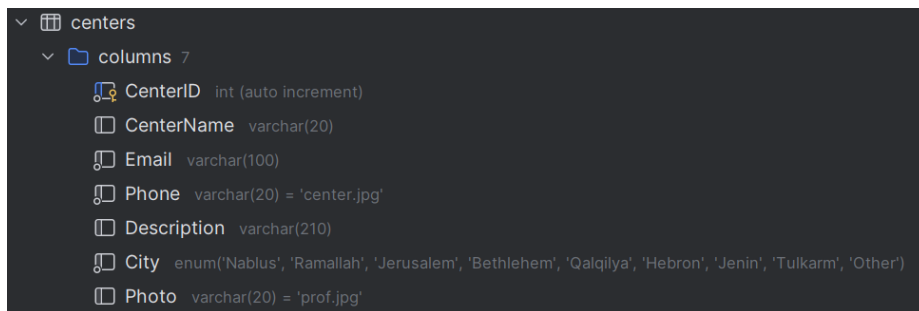 centers
columns 7
CenterID int (auto increment)
CenterName varchar(20)
Email varchar(100)
Phone varchar(20) = 'center.jpg'
Description varchar(210)
City enum('Nablus', 'Ramallah', 'Jerusalem', 'Bethlehem', 'Qalqilya', 'Hebron', 'Jenin', 'Tulkarm', 'Other')
Photo varchar(20) = 'prof.jpg'